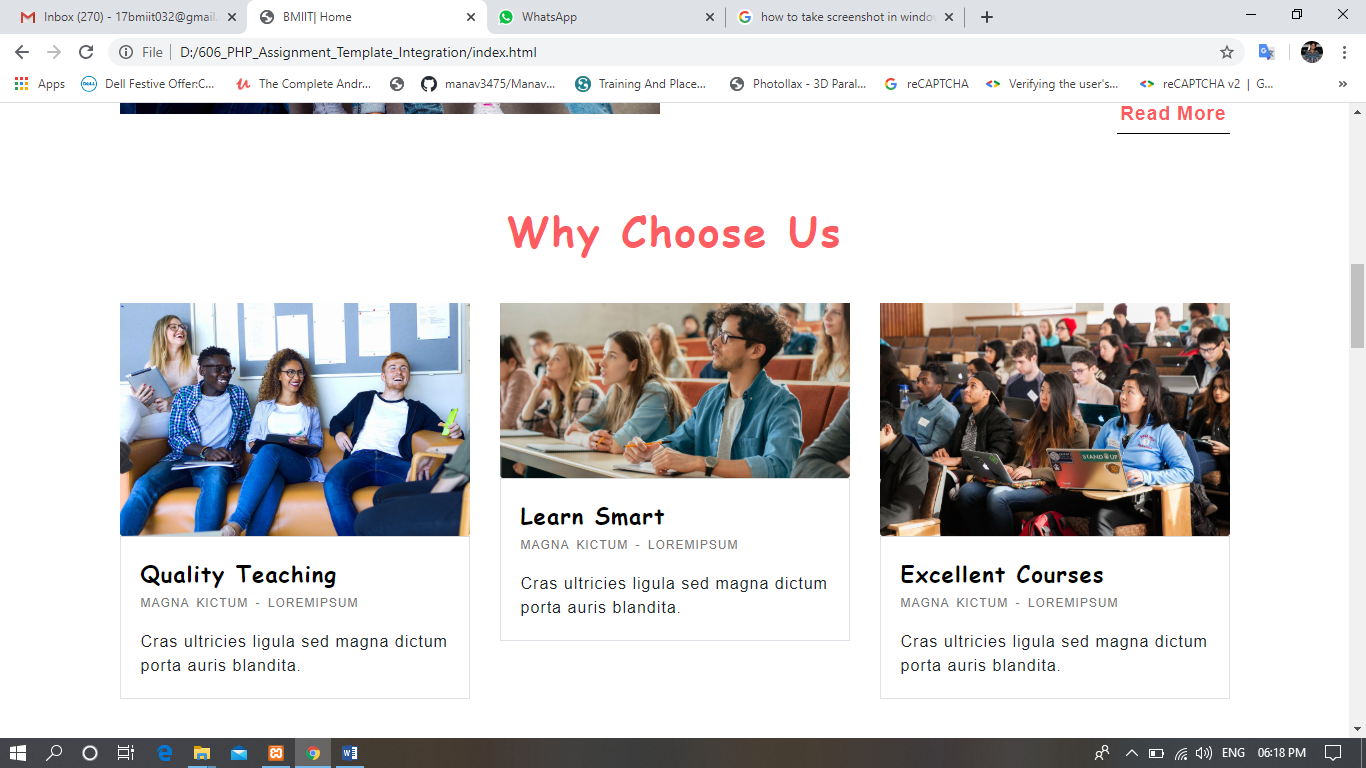 Inbox (270) - 17bmiit032@gmail.
BMIIT| Home
WhatsApp
how to take screenshot in windo
File
D:/606_PHP_Assignment_Template_Integration/index.html
Apps
Dell Festive Offer:C...
The Complete Andr...
manav3475/Manav...
Training And Place...
Photollax - 3D Paral...
reCAPTCHA
Verifying the user's...
reCAPTCHA v2 | G...
»
Read More
Why Choose Us
Quality Teaching
MAGNA KICTUM - LOREMIPSUM
Cras ultricies ligula sed magna dictum
porta auris blandita.
Learn Smart
MAGNA KICTUM - LOREMIPSUM
Cras ultricies ligula sed magna dictum
porta auris blandita.
STAND UP
Excellent Courses
MAGNA KICTUM - LOREMIPSUM
Cras ultricies ligula sed magna dictum
porta auris blandita.
ENG
06:18 PM